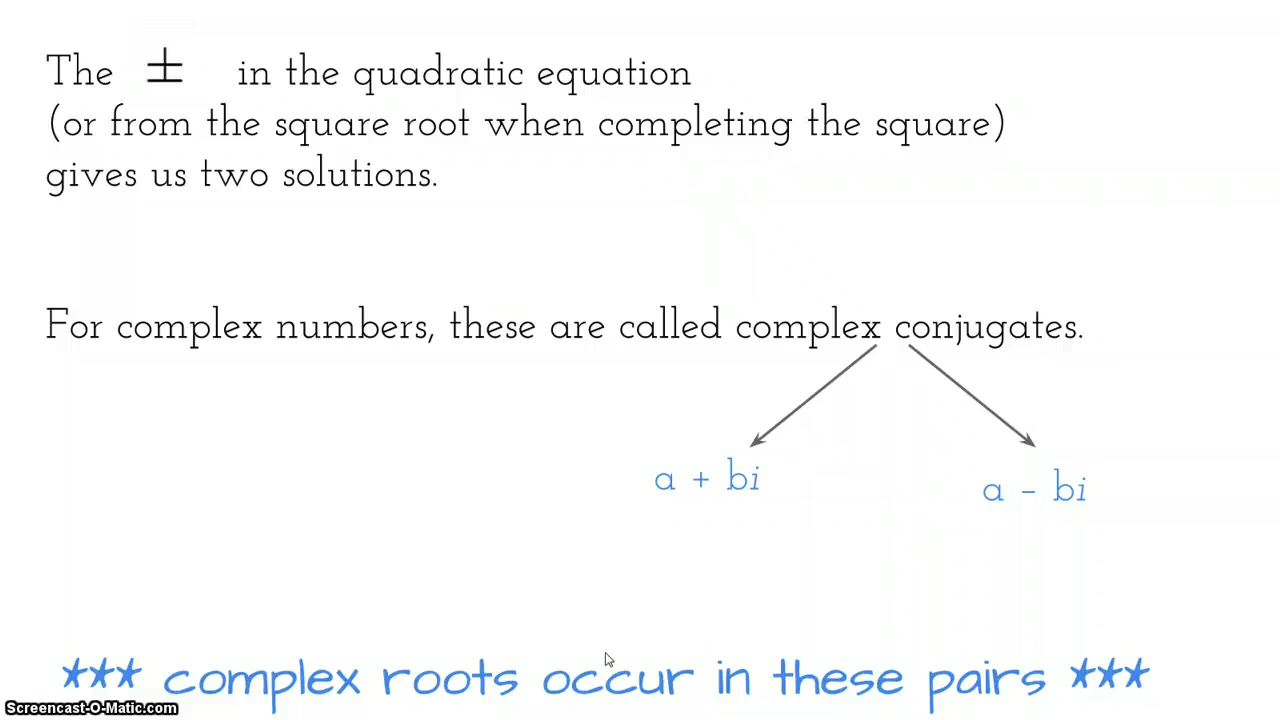 The ± in the quadratic equation
(or from the square root when completing the square)
gives us two solutions.
For complex numbers, these are called complex conjugates.
a + bi
a - bi
*** complex roots occur in these pairs ***
Screencast-O-Matic.com